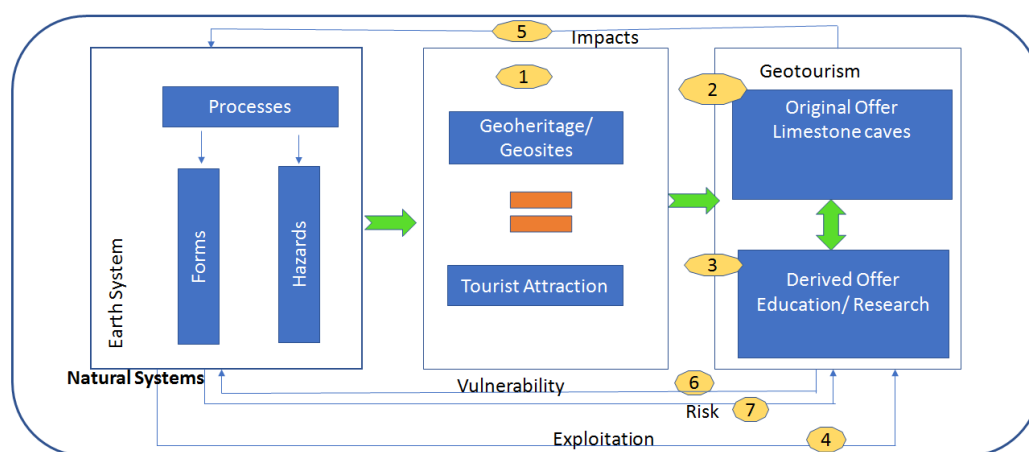 5
Impacts
Earth System
Processes
Forms
Hazards
Natural Systems
1
Geoheritage/
Geosites
Tourist Attraction
Geotourism
2
Original Offer
Limestone caves
3
Derived Offer
Education/ Research
Vulnerability
6
Risk
7
Exploitation
4